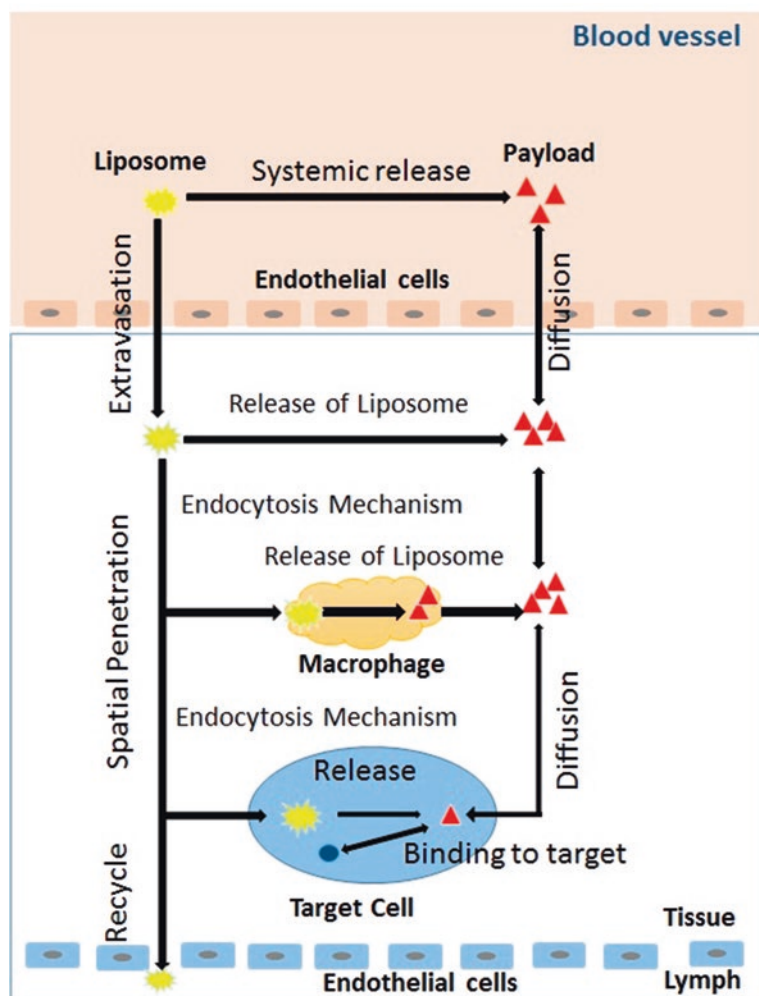 Blood vessel
Liposome
Systemic release
Payload
Endothelial cells
Extravasation
Diffusion
Release of Liposome
Endocytosis Mechanism
Release of Liposome
Macrophage
Spatial Penetration
Endocytosis Mechanism
Diffusion
Release
Binding to target
Target Cell
Recycle
Tissue
Endothelial cells
Lymph